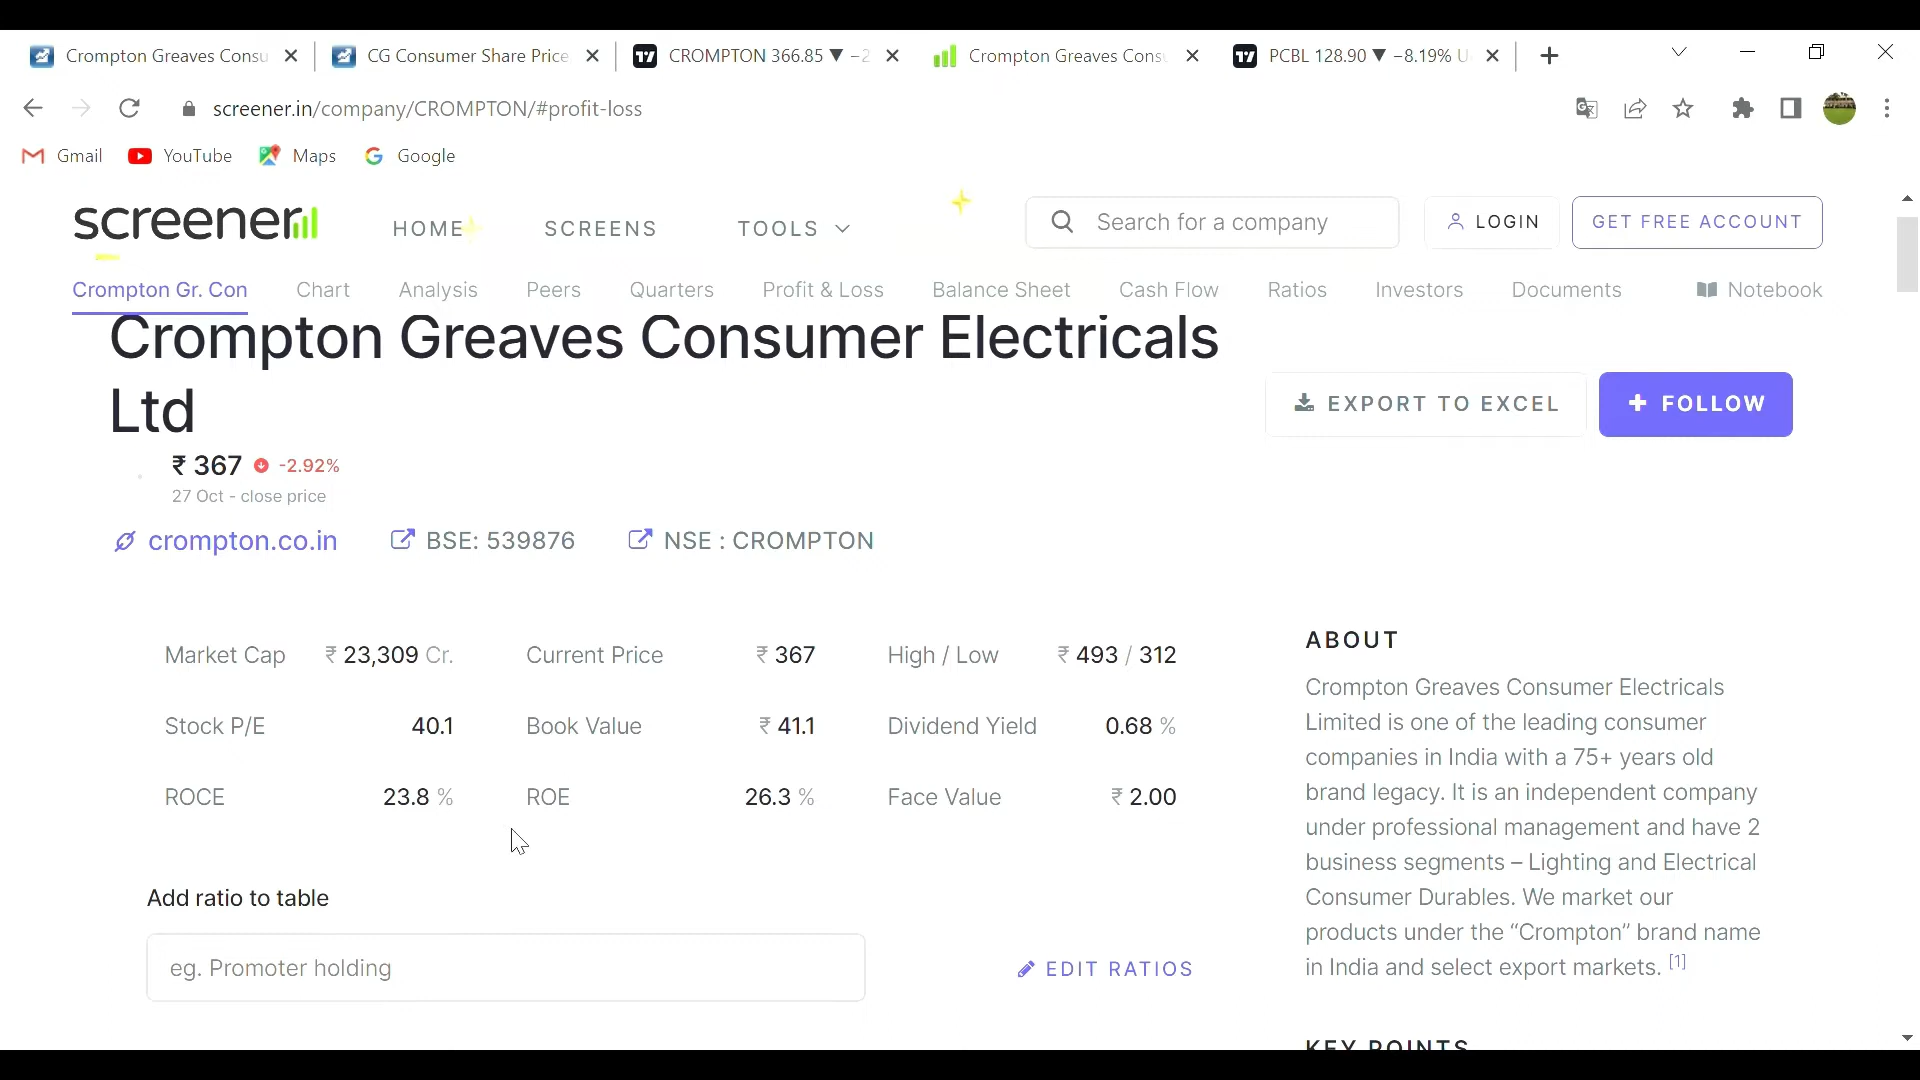 Crompton Greaves Consu
CG Consumer Share Price
CROMPTON 366.85 ▼ −2
Crompton Greaves Cons
PCBL 128.90 ▼ −8.19% U
screener.in/company/CROMPTON/#profit-loss
Gmail YouTube Maps Google
screener
HOME SCREENS TOOLS
Search for a company
LOGIN
GET FREE ACCOUNT
Crompton Gr. Con Chart Analysis Peers Quarters Profit & Loss Balance Sheet Cash Flow Ratios Investors Documents Notebook
Crompton Greaves Consumer Electricals
Ltd
EXPORT TO EXCEL
FOLLOW
₹ 367 -2.92%
27 Oct - close price
crompton.co.in BSE: 539876 NSE : CROMPTON
Market Cap ₹ 23,309 Cr. Current Price ₹ 367 High / Low ₹ 493 / 312
Stock P/E 40.1 Book Value ₹ 41.1 Dividend Yield 0.68 %
ROCE 23.8 % ROE 26.3 % Face Value ₹ 2.00
Add ratio to table
eg. Promoter holding
EDIT RATIOS
ABOUT
Crompton Greaves Consumer Electricals
Limited is one of the leading consumer
companies in India with a 75+ years old
brand legacy. It is an independent company
under professional management and have 2
business segments – Lighting and Electrical
Consumer Durables. We market our
products under the “Crompton” brand name
in India and select export markets. [1]
KEY POINTS